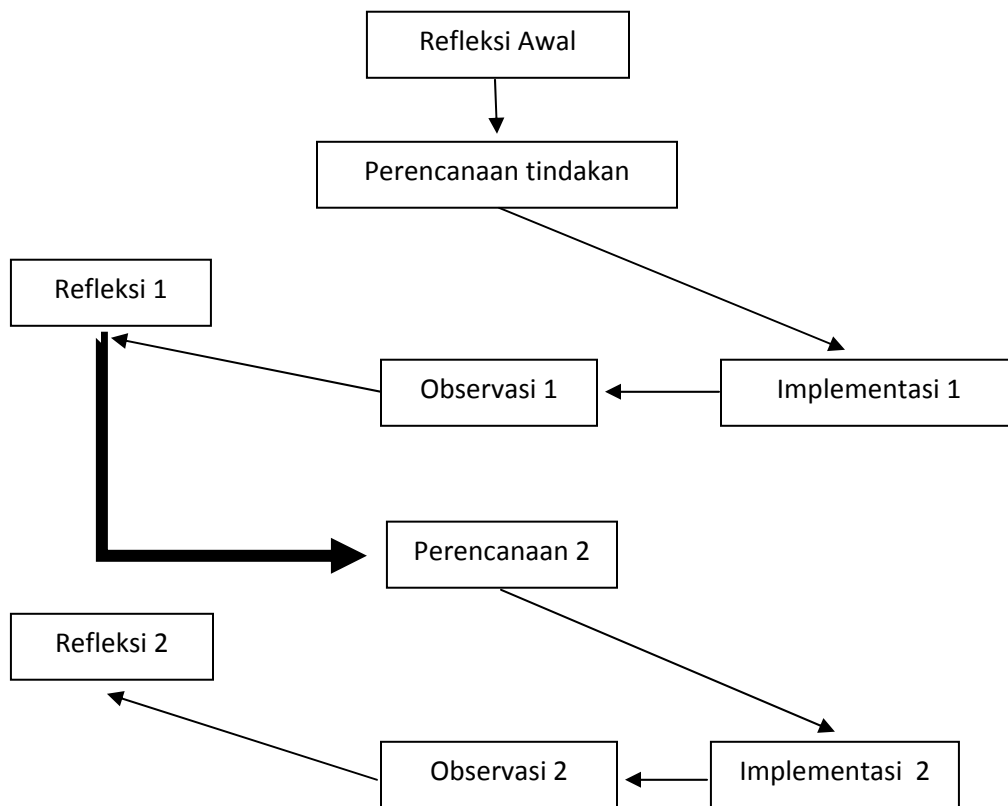 Refleksi Awal
Perencanaan tindakan
Refleksi 1
Observasi 1
Implementasi 1
Perencanaan 2
Refleksi 2
Observasi 2
Implementasi  2